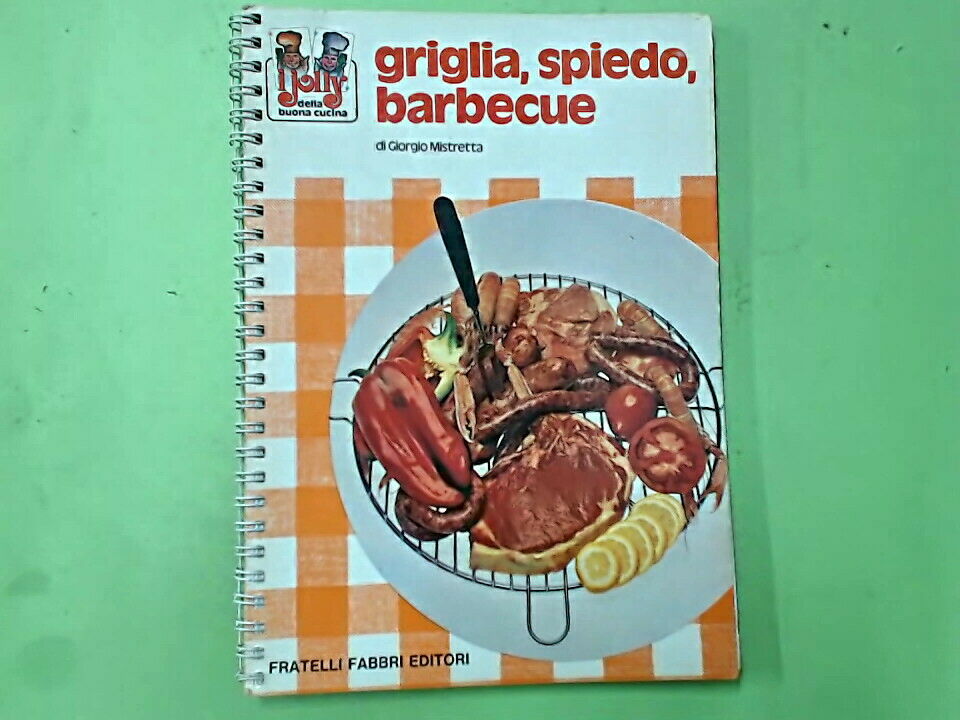 i jolly
della
buona cucina
griglia, spiedo,
barbecue
di Giorgio Mistretta
FRATELLI FABBRI EDITORI